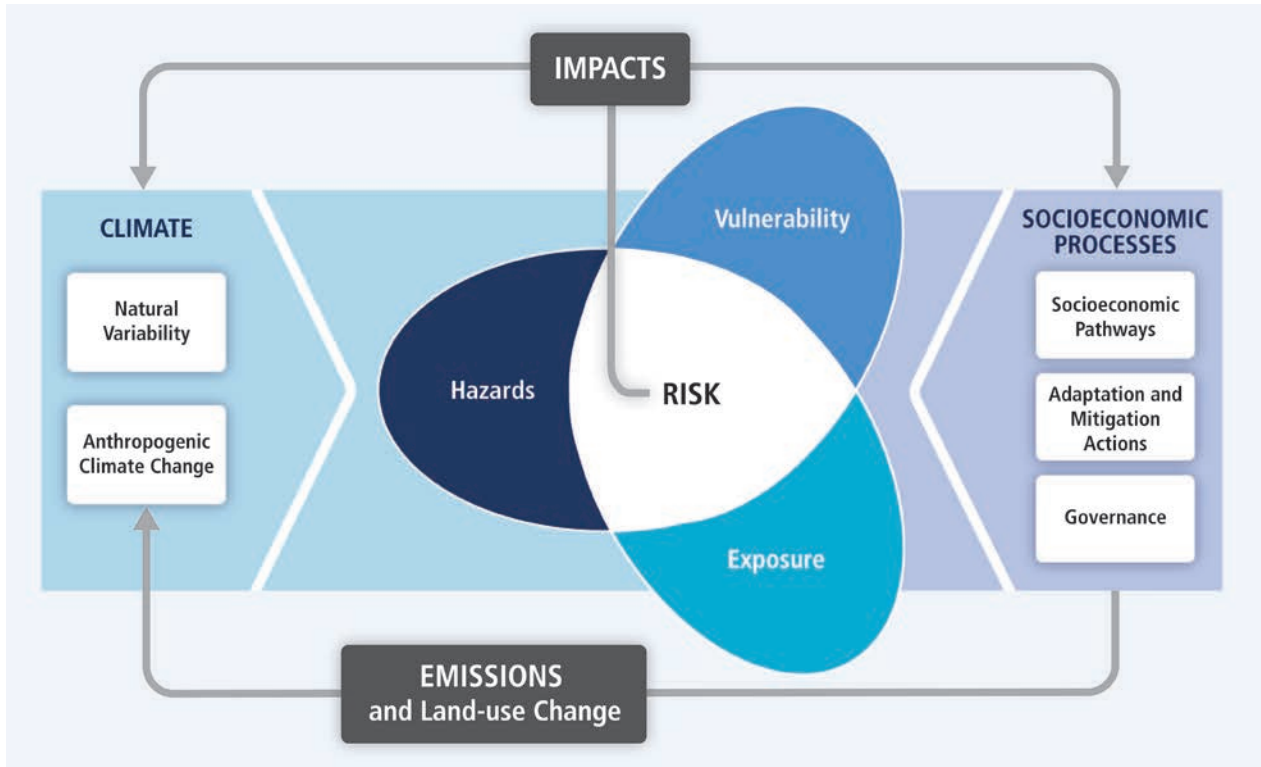 IMPACTS
CLIMATE
Natural
Variability
Anthropogenic
Climate Change
Vulnerability
Hazards
RISK
Exposure
SOCIOECONOMIC
PROCESSES
Socioeconomic
Pathways
Adaptation and
Mitigation
Actions
Governance
EMISSIONS
and Land-use Change